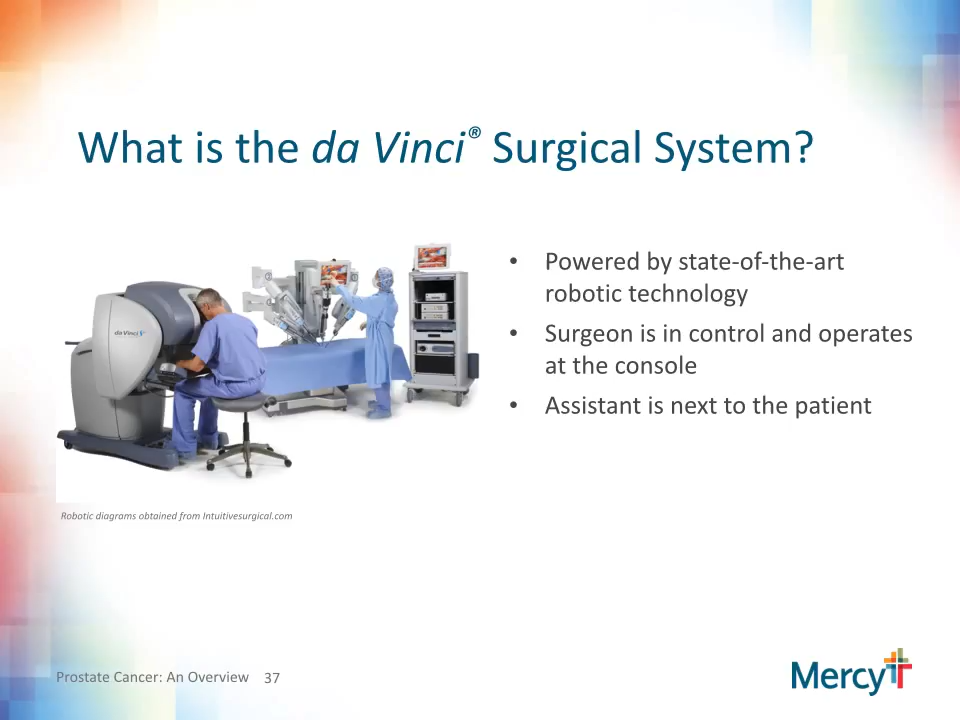 What is the da Vinci® Surgical System?
• Powered by state-of-the-art
robotic technology
• Surgeon is in control and operates
at the console
• Assistant is next to the patient
da Vinci
Robotic diagrams obtained from Intuitivesurgical.com
Prostate Cancer: An Overview 37
Mercy